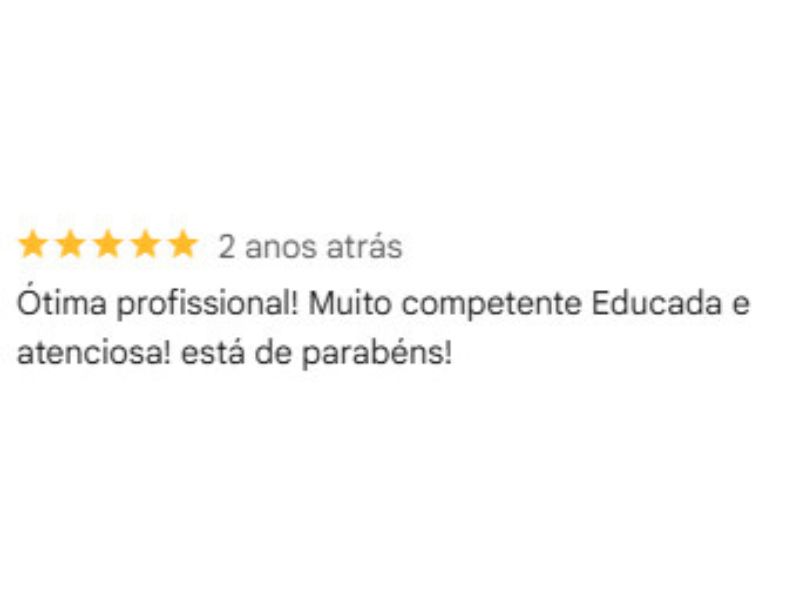 2 anos atrás
Ótima profissional! Muito competente Educada e
atenciosa! está de parabéns!